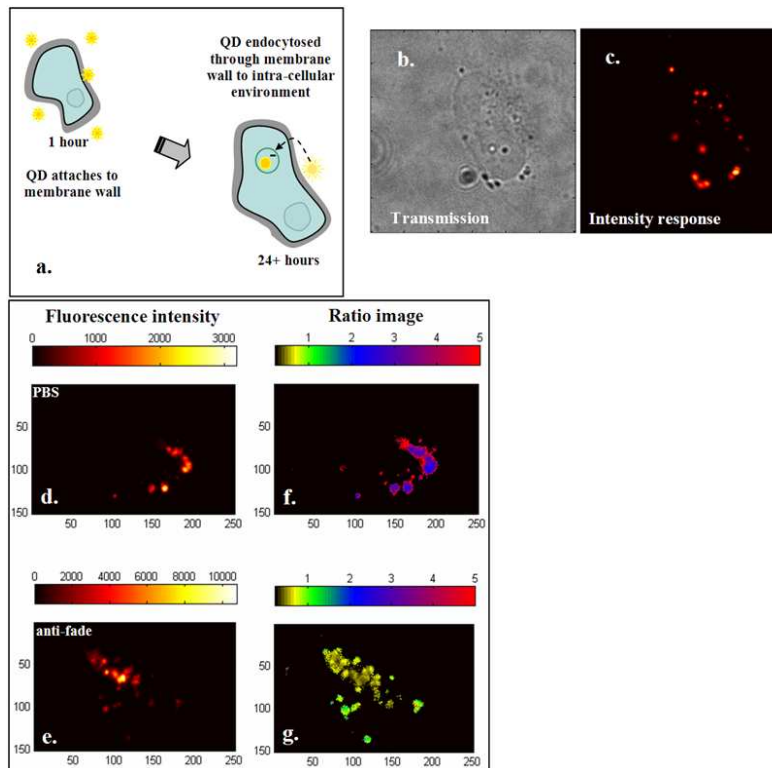 QD endocytosed
through membrane
wall to intra-cellular
environment
1 hour
QD attaches to
membrane wall
24+ hours
a.
b.
Transmission
c.
Intensity response
Fluorescence intensity
Ratio image
0 1000 2000 3000
1 2 3 4 5
PBS
50
100
150
d.
50 100 150 200 250
50
100
150
f.
50 100 150 200 250
0 2000 4000 6000 8000 10000
1 2 3 4 5
anti-fade
50
100
150
e.
50 100 150 200 250
50
100
150
g.
50 100 150 200 250